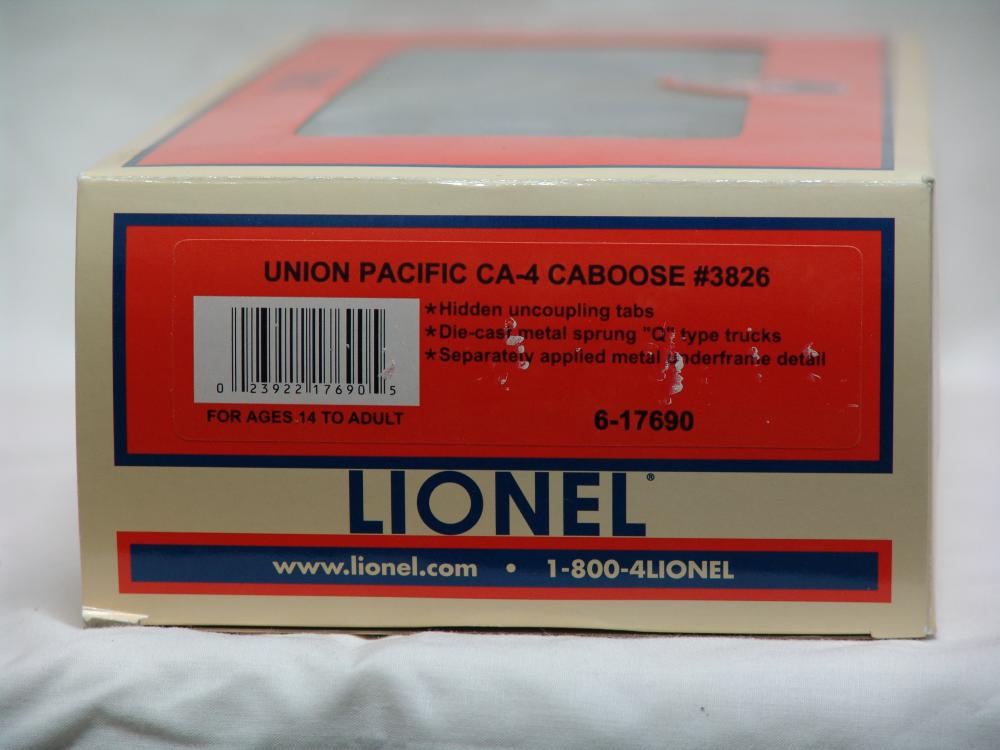 UNION PACIFIC CA-4 CABOOSE #3826
*Hidden uncoupling tabs
*Die-cast metal sprung "Q" type trucks
*Separately applied metal underframe detail
0 23922 17690 5
FOR AGES 14 TO ADULT
6-17690
LIONEL®
www.lionel.com • 1-800-4LIONEL